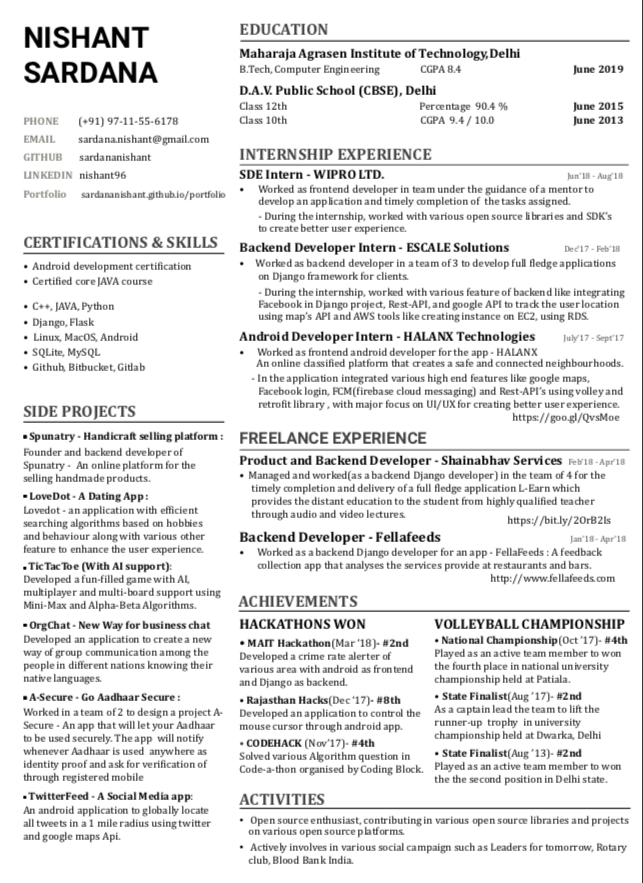 NISHANT
SARDANA
PHONE (+91) 97-11-55-6178
EMAIL sardana.nishant@gmail.com
GITHUB sardananishant
LINKEDIN nishant96
Portfolio sardananishant.github.io/portfolio
CERTIFICATIONS & SKILLS
• Android development certification
• Certified core JAVA course
• C++, JAVA, Python
• Django, Flask
• Linux, MacOS, Android
• SQLite, MySQL
• Github, Bitbucket, Gitlab
SIDE PROJECTS
▪ Spunatry - Handicraft selling platform :
Founder and backend developer of
Spunatry - An online platform for the
selling handmade products.
▪ LoveDot - A Dating App :
Lovedot - an application with efficient
searching algorithms based on hobbies
and behaviour along with various other
feature to enhance the user experience.
▪ TicTacToe (With AI support):
Developed a fun-filled game with AI,
multiplayer and multi-board support using
Mini-Max and Alpha-Beta Algorithms.
▪ OrgChat - New Way for business chat
Developed an application to create a new
way of group communication among the
people in different nations knowing their
native languages.
▪ A-Secure - Go Aadhaar Secure :
Worked in a team of 2 to design a project A-
Secure - An app that will let your Aadhaar
to be used securely. The app will notify
whenever Aadhaar is used anywhere as
identity proof and ask for verification of
through registered mobile
▪ TwitterFeed - A Social Media app:
An android application to globally locate
all tweets in a 1 mile radius using twitter
and google maps Api.
EDUCATION
Maharaja Agrasen Institute of Technology,Delhi
B.Tech, Computer Engineering CGPA 8.4 June 2019
D.A.V. Public School (CBSE), Delhi
Class 12th Percentage 90.4 % June 2015
Class 10th CGPA 9.4 / 10.0 June 2013
INTERNSHIP EXPERIENCE
SDE Intern - WIPRO LTD. Jun'18 - Aug'18
• Worked as frontend developer in team under the guidance of a mentor to
develop an application and timely completion of the tasks assigned.
- During the internship, worked with various open source libraries and SDK's
to create better user experience.
Backend Developer Intern - ESCALE Solutions Dec'17 - Feb'18
• Worked as backend developer in a team of 3 to develop full fledge applications
on Django framework for clients.
- During the internship, worked with various feature of backend like integrating
Facebook in Django project, Rest-API, and google API to track the user location
using map's API and AWS tools like creating instance on EC2, using RDS.
Android Developer Intern - HALANX Technologies July'17 - Sept'17
• Worked as frontend android developer for the app - HALANX
An online classified platform that creates a safe and connected neighbourhoods.
- In the application integrated various high end features like google maps,
Facebook login, FCM(firebase cloud messaging) and Rest-API's using volley and
retrofit library , with major focus on UI/UX for creating better user experience.
https://goo.gl/QvsMoe
FREELANCE EXPERIENCE
Product and Backend Developer - Shainabhav Services Feb'18 - Apr'18
• Managed and worked(as a backend Django developer) in the team of 4 for the
timely completion and delivery of a full fledge application L-Earn which
provides the distant education to the student from highly qualified teacher
through audio and video lectures.
https://bit.ly/2OrB2Is
Backend Developer - Fellafeeds Jan'18 - Apr'18
• Worked as a backend Django developer for an app - FellaFeeds : A feedback
collection app that analyses the services provide at restaurants and bars.
http://www.fellafeeds.com
ACHIEVEMENTS
HACKATHONS WON
• MAIT Hackathon(Mar '18)- #2nd
Developed a crime rate alerter of
various area with android as frontend
and Django as backend.
• Rajasthan Hacks(Dec '17)- #8th
Developed an application to control the
mouse cursor through android app.
• CODEHACK (Nov'17)- #4th
Solved various Algorithm question in
Code-a-thon organised by Coding Block.
VOLLEYBALL CHAMPIONSHIP
• National Championship(Oct '17)- #4th
Played as an active team member to won
the fourth place in national university
championship held at Patiala.
• State Finalist(Aug '17)- #2nd
As a captain lead the team to lift the
runner-up trophy in university
championship held at Dwarka, Delhi
• State Finalist(Aug '13)- #2nd
Played as an active team member to won
the the second position in Delhi state.
ACTIVITIES
• Open source enthusiast, contributing in various open source libraries and projects
on various open source platforms.
• Actively involves in various social campaign such as Leaders for tomorrow, Rotary
club, Blood Bank India.